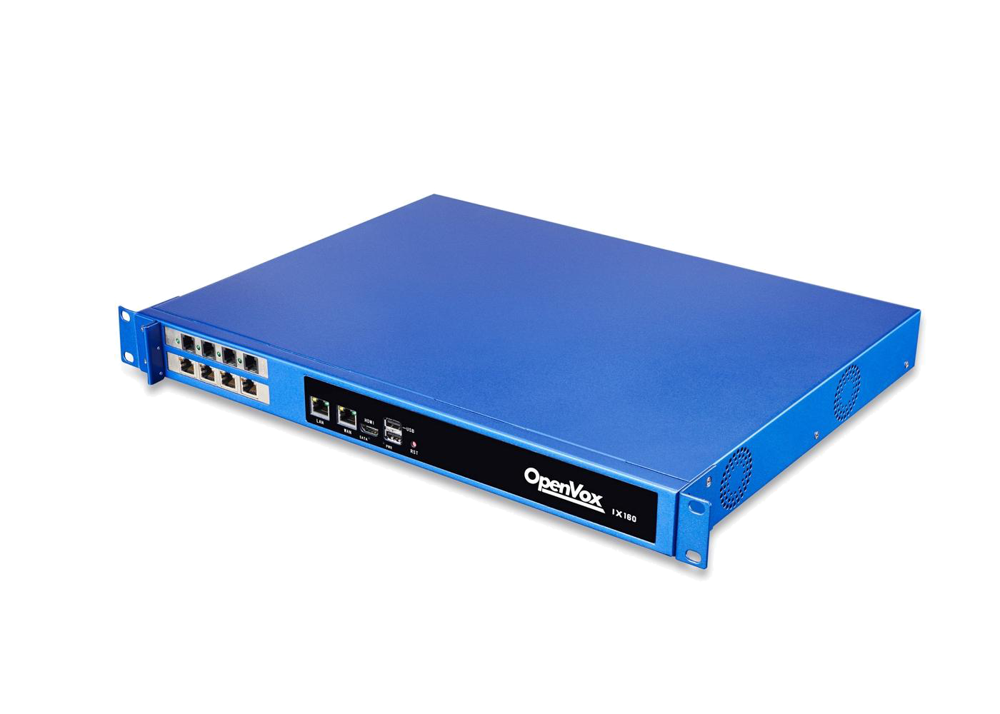 LAN
WAN
HDMI
SATA
USB
PWR
RST
OpenVox
IX160